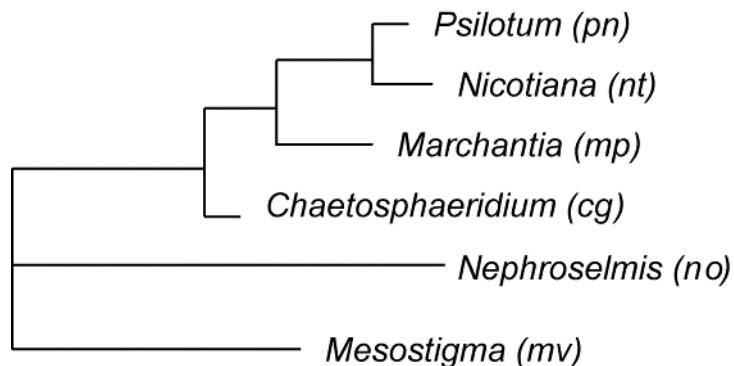 Psilotum (pn)
Nicotiana (nt)
Marchantia (mp)
Chaetosphaeridium (cg)
Nephroselmis (no)
Mesostigma (mv)